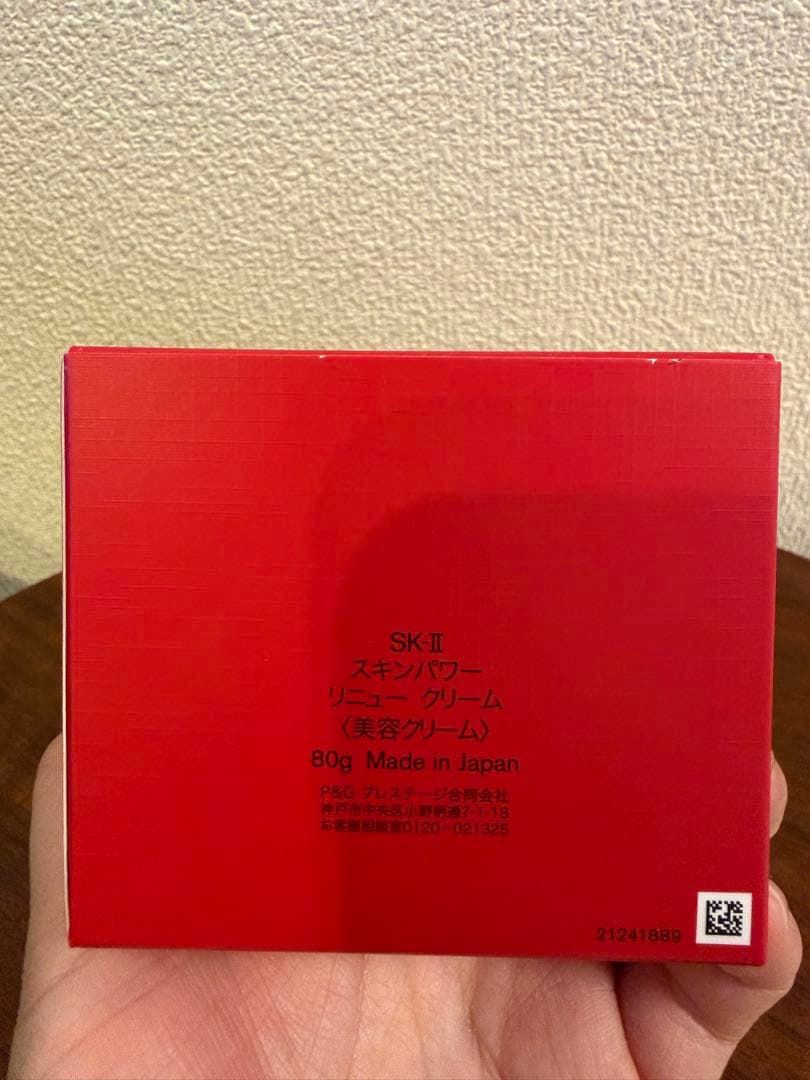 SK-II
スキンパワー
リニュー クリーム
〈美容クリーム〉
80g Made in Japan
P&G プレステージ合同会社
神戸市中央区小野柄通7-1-18
お客様相談室0120-021325
21241889